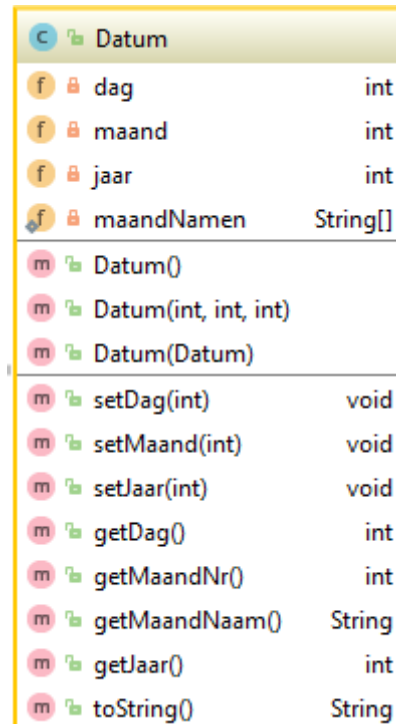 C Datum
f dag int
f maand int
f jaar int
f maandNamen String[]
m Datum()
m Datum(int, int, int)
m Datum(Datum)
m setDag(int) void
m setMaand(int) void
m setJaar(int) void
m getDag() int
m getMaandNr() int
m getMaandNaam() String
m getJaar() int
m toString() String